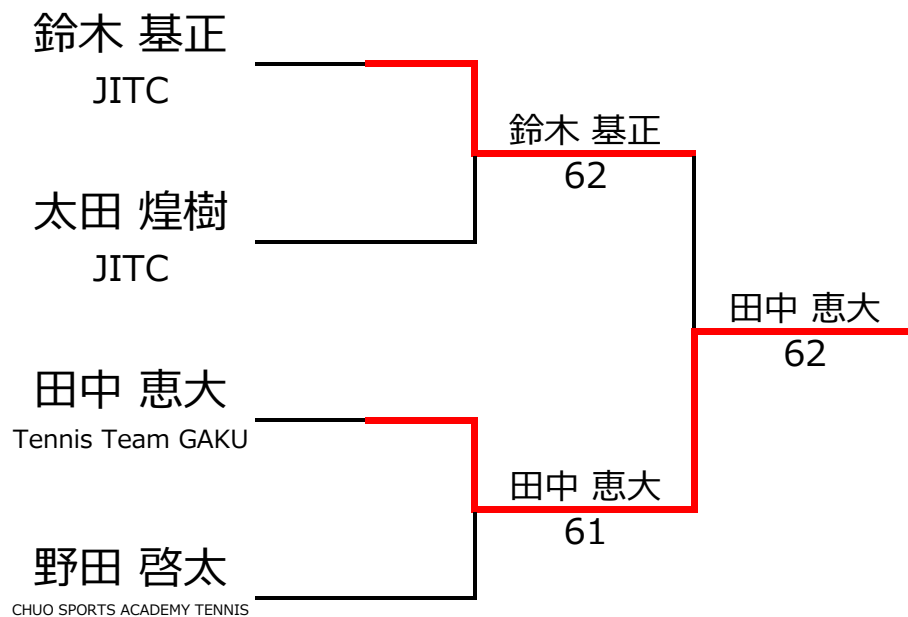 鈴木 基正
JITC
鈴木 基正
62
太田 煌樹
JITC
田中 恵大
62
田中 恵大
Tennis Team GAKU
田中 恵大
61
野田 啓太
CHUO SPORTS ACADEMY TENNIS